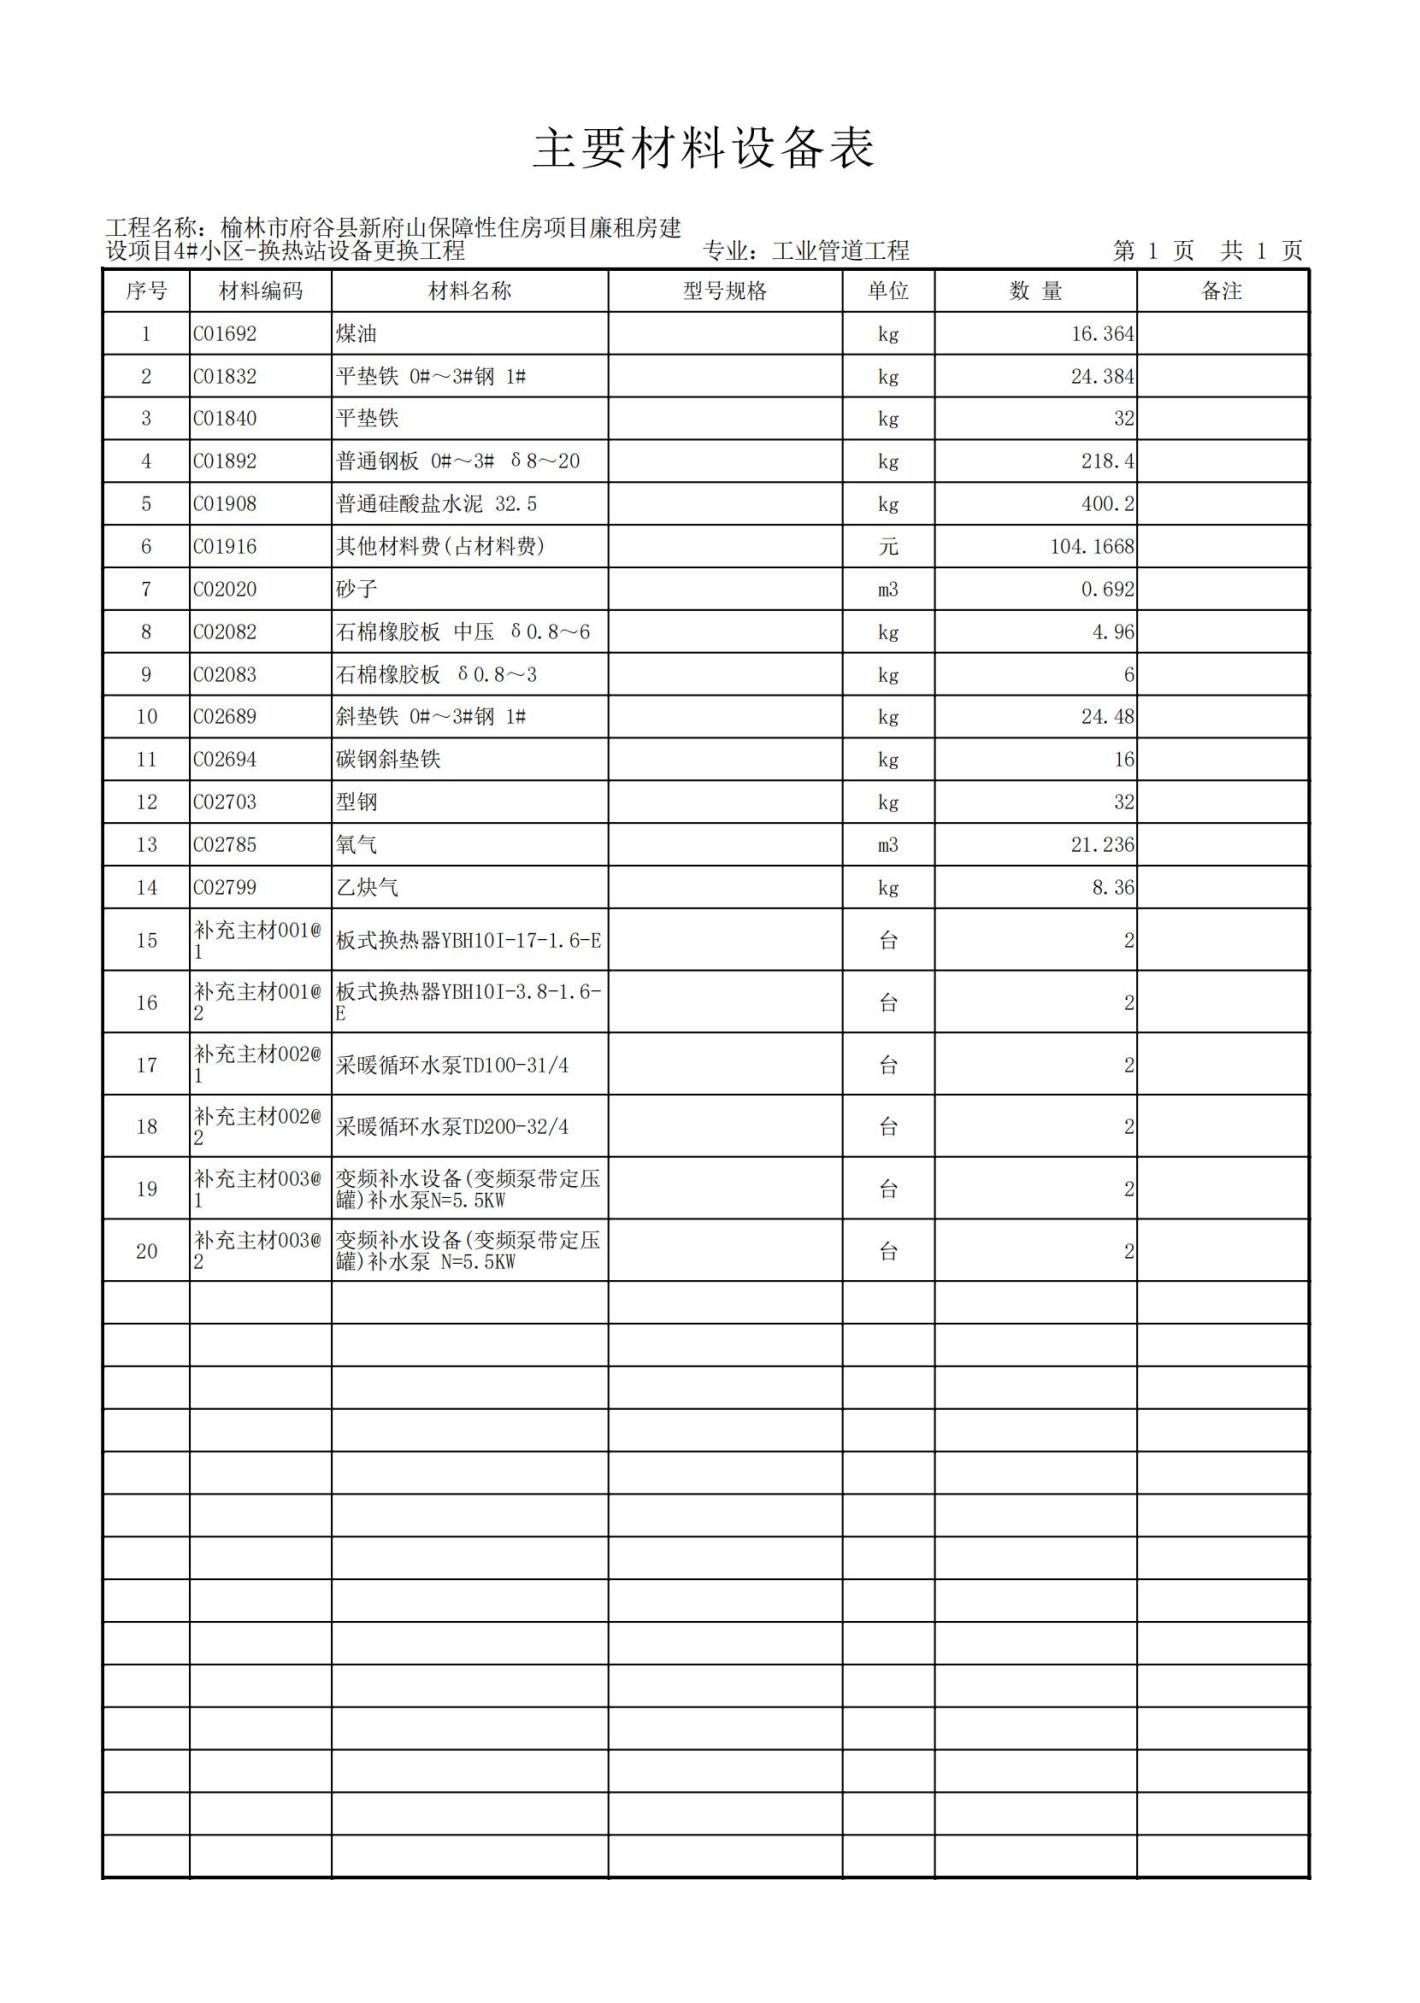 主要材料设备表
工程名称：榆林市府谷县新府山保障性住房项目廉租房建
设项目4#小区-换热站设备更换工程 专业：工业管道工程 第 1 页 共 1 页
序号 材料编码 材料名称 型号规格 单位 数 量 备注
1 C01692 煤油 kg 16.364
2 C01832 平垫铁 0#～3#钢 1# kg 24.384
3 C01840 平垫铁 kg 32
4 C01892 普通钢板 0#～3# δ8～20 kg 218.4
5 C01908 普通硅酸盐水泥 32.5 kg 400.2
6 C01916 其他材料费(占材料费) 元 104.1668
7 C02020 砂子 m3 0.692
8 C02082 石棉橡胶板 中压 δ0.8～6 kg 4.96
9 C02083 石棉橡胶板 δ0.8～3 kg 6
10 C02689 斜垫铁 0#～3#钢 1# kg 24.48
11 C02694 碳钢斜垫铁 kg 16
12 C02703 型钢 kg 32
13 C02785 氧气 m3 21.236
14 C02799 乙炔气 kg 8.36
15 补充主材001@
1 板式换热器YBH10I-17-1.6-E 台 2
16 补充主材001@
2 板式换热器YBH10I-3.8-1.6-
E 台 2
17 补充主材002@
1 采暖循环水泵TD100-31/4 台 2
18 补充主材002@
2 采暖循环水泵TD200-32/4 台 2
19 补充主材003@
1 变频补水设备(变频泵带定压
罐)补水泵N=5.5KW 台 2
20 补充主材003@
2 变频补水设备(变频泵带定压
罐)补水泵 N=5.5KW 台 2